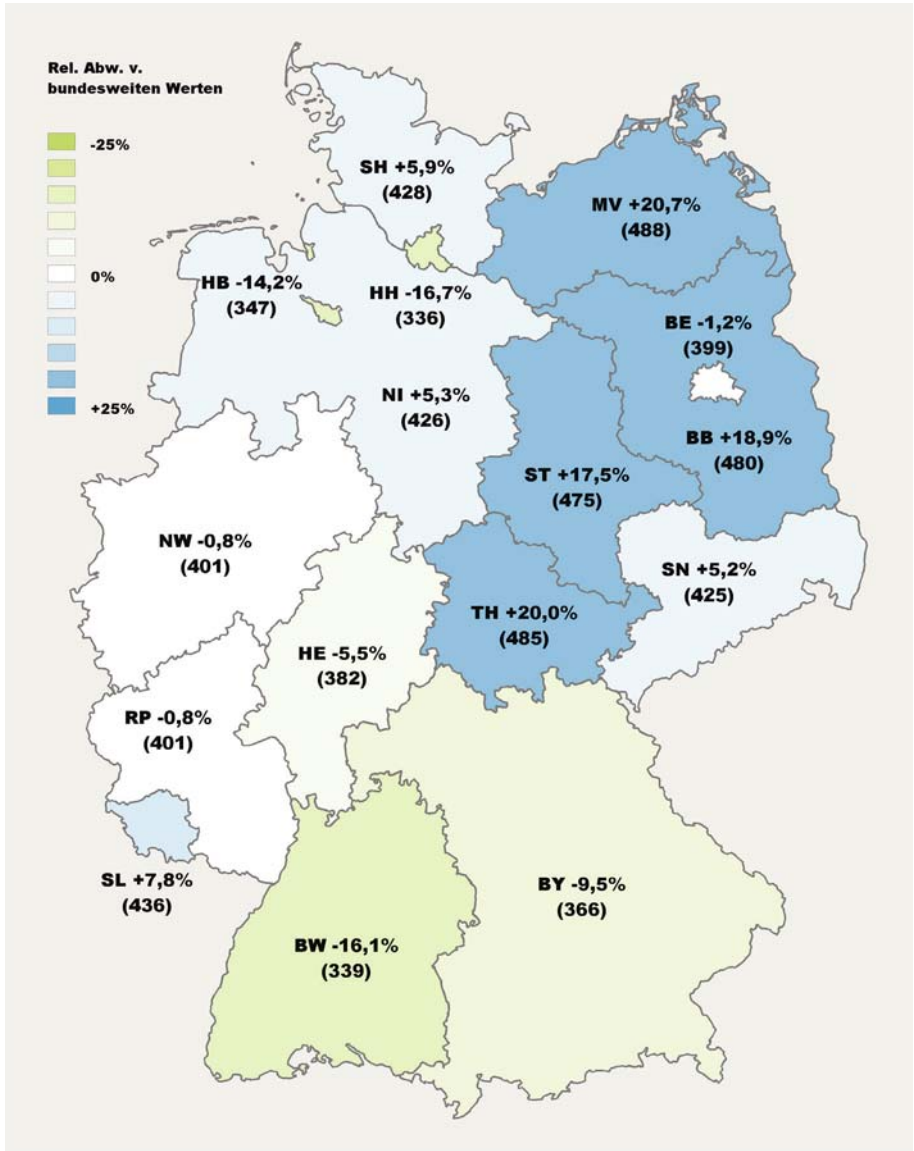 Rel. Abw. v.
bundesweiten Werten
-25%
0%
+25%
SH +5,9%
(428)
MV +20,7%
(488)
HB -14,2%
(347)
HH -16,7%
(336)
BE -1,2%
(399)
NI +5,3%
(426)
BB +18,9%
(480)
ST +17,5%
(475)
NW -0,8%
(401)
SN +5,2%
(425)
TH +20,0%
(485)
HE -5,5%
(382)
RP -0,8%
(401)
SL +7,8%
(436)
BY -9,5%
(366)
BW -16,1%
(339)